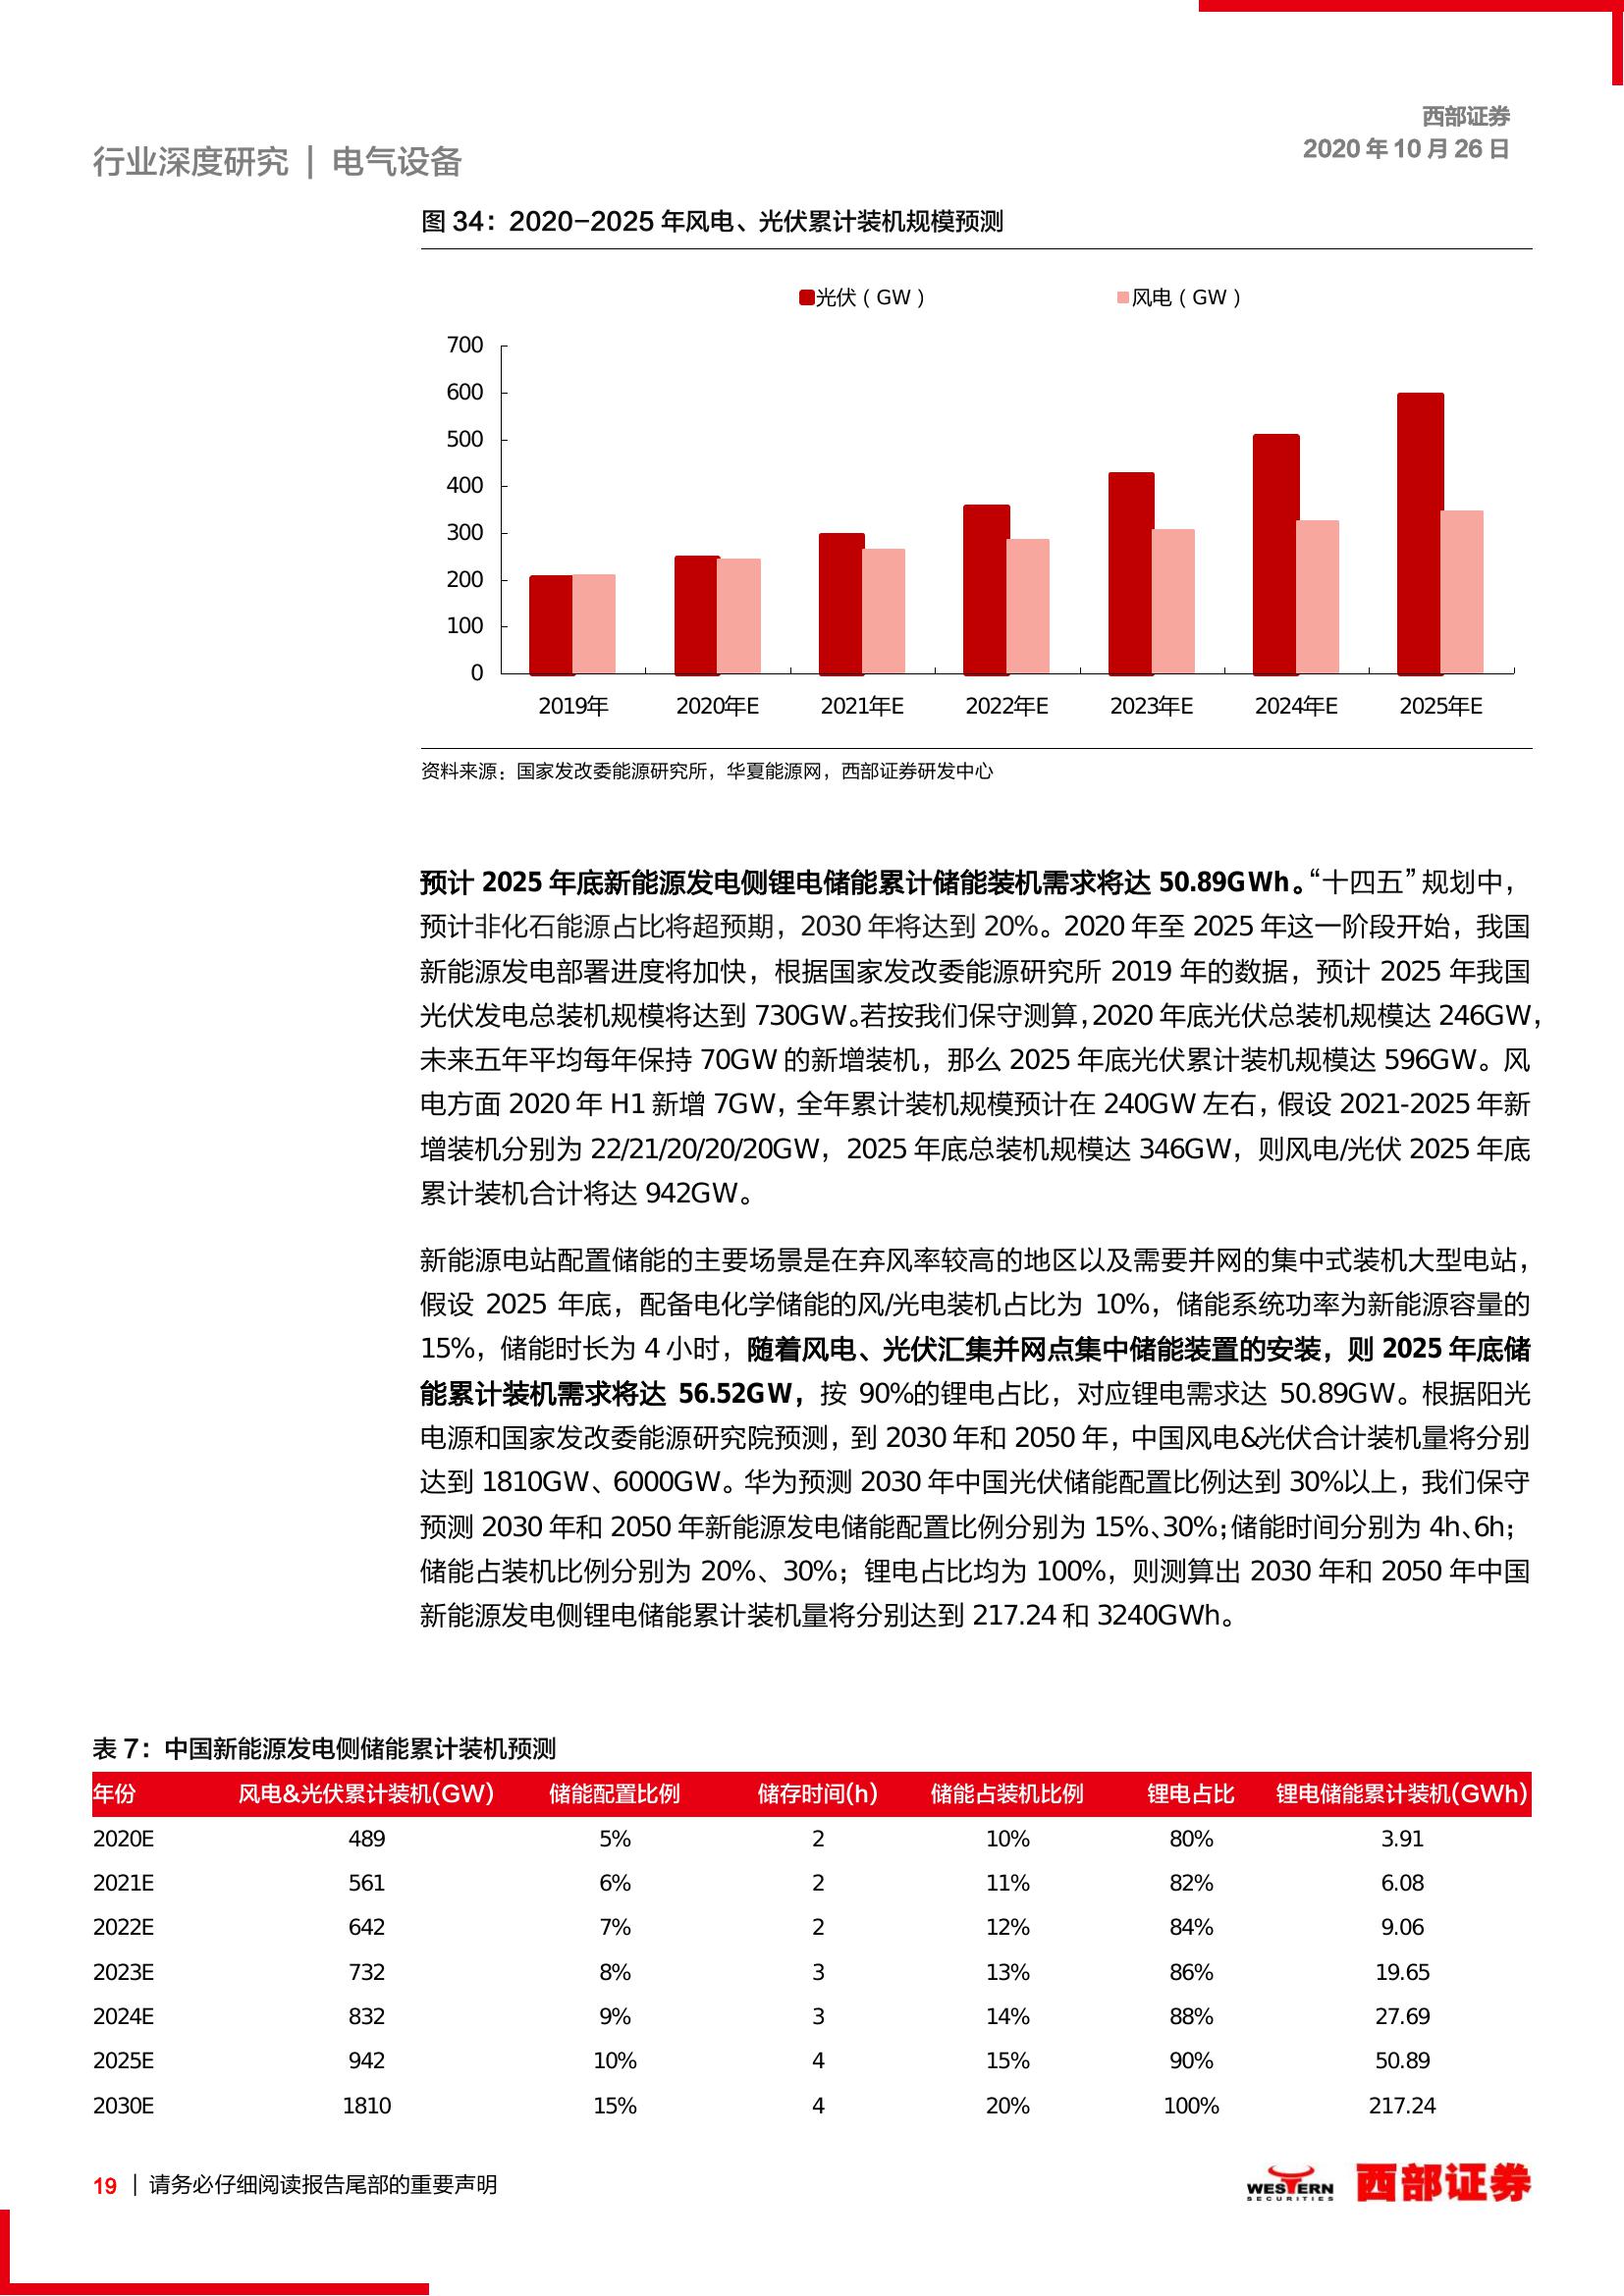 西部证券
2020 年 10 月 26 日
行业深度研究 | 电气设备
图 34：2020-2025 年风电、光伏累计装机规模预测
光伏（GW） 风电（GW）
700
600
500
400
300
200
100
0
2019年 2020年E 2021年E 2022年E 2023年E 2024年E 2025年E
资料来源：国家发改委能源研究所，华夏能源网，西部证券研发中心
预计 2025 年底新能源发电侧锂电储能累计储能装机需求将达 50.89GWh。“十四五”规划中，
预计非化石能源占比将超预期，2030 年将达到 20%。2020 年至 2025 年这一阶段开始，我国
新能源发电部署进度将加快，根据国家发改委能源研究所 2019 年的数据，预计 2025 年我国
光伏发电总装机规模将达到 730GW。若按我们保守测算，2020 年底光伏总装机规模达 246GW，
未来五年平均每年保持 70GW 的新增装机，那么 2025 年底光伏累计装机规模达 596GW。风
电方面 2020 年 H1 新增 7GW，全年累计装机规模预计在 240GW 左右，假设 2021-2025 年新
增装机分别为 22/21/20/20/20GW，2025 年底总装机规模达 346GW，则风电/光伏 2025 年底
累计装机合计将达 942GW。
新能源电站配置储能的主要场景是在弃风率较高的地区以及需要并网的集中式装机大型电站，
假设 2025 年底，配备电化学储能的风/光电装机占比为 10%，储能系统功率为新能源容量的
15%，储能时长为 4 小时，随着风电、光伏汇集并网点集中储能装置的安装，则 2025 年底储
能累计装机需求将达 56.52GW，按 90%的锂电占比，对应锂电需求达 50.89GW。根据阳光
电源和国家发改委能源研究院预测，到 2030 年和 2050 年，中国风电&光伏合计装机量将分别
达到 1810GW、6000GW。华为预测 2030 年中国光伏储能配置比例达到 30%以上，我们保守
预测 2030 年和 2050 年新能源发电储能配置比例分别为 15%、30%；储能时间分别为 4h、6h；
储能占装机比例分别为 20%、30%；锂电占比均为 100%，则测算出 2030 年和 2050 年中国
新能源发电侧锂电储能累计装机量将分别达到 217.24 和 3240GWh。
表 7：中国新能源发电侧储能累计装机预测
年份 风电&光伏累计装机(GW) 储能配置比例 储存时间(h) 储能占装机比例 锂电占比 锂电储能累计装机(GWh)
2020E 489 5% 2 10% 80% 3.91
2021E 561 6% 2 11% 82% 6.08
2022E 642 7% 2 12% 84% 9.06
2023E 732 8% 3 13% 86% 19.65
2024E 832 9% 3 14% 88% 27.69
2025E 942 10% 4 15% 90% 50.89
2030E 1810 15% 4 20% 100% 217.24
19 | 请务必仔细阅读报告尾部的重要声明
WESTERN
SECURITIES
西部证券